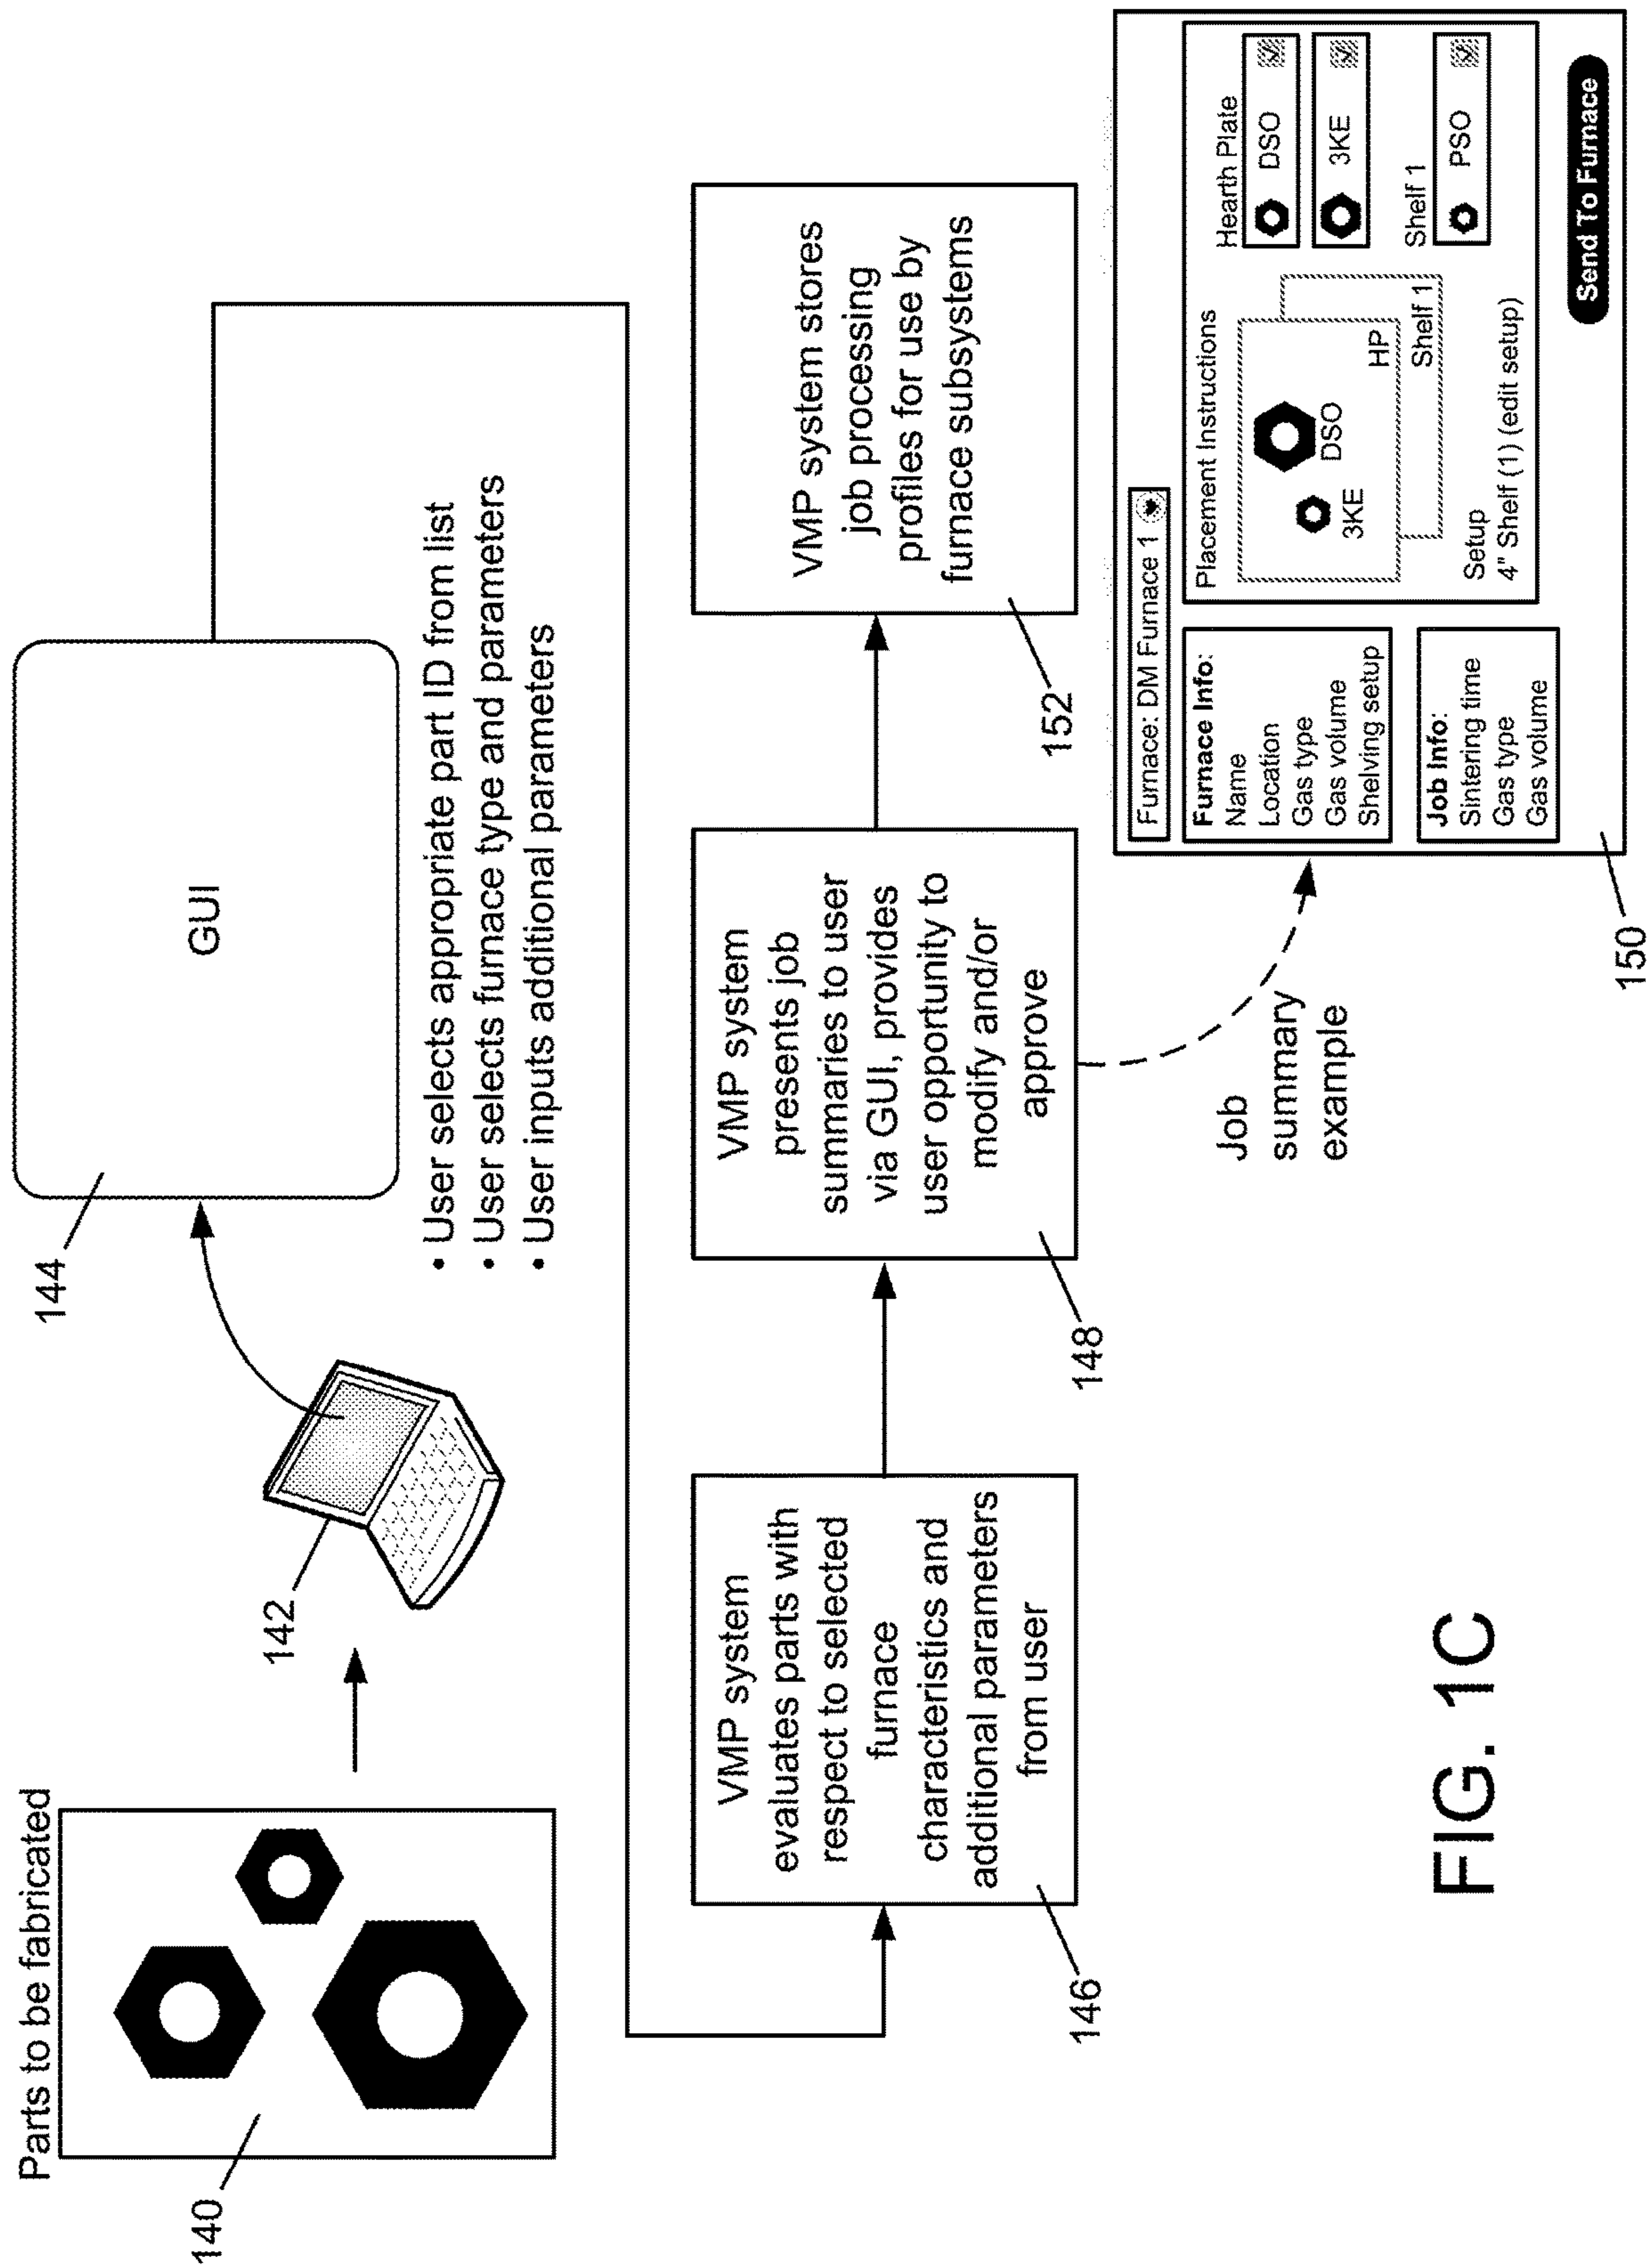 Parts to be fabricated
140
142
144
GUI
• User selects appropriate part ID from list
• User selects furnace type and parameters
• User inputs additional parameters
VMP system
evaluates parts with
respect to selected
furnace
characteristics and
additional parameters
from user
146
VMP system
presents job
summaries to user
via GUI, provides
user opportunity to
modify and/or
approve
148
VMP system stores
job processing
profiles for use by
furnace subsystems
152
Job
summary
example
Furnace: DM Furnace 1
Furnace Info:
Name
Location
Gas type
Gas volume
Shelving setup
Job Info:
Sintering time
Gas type
Gas volume
Placement Instructions
3KE
DSO
HP
Shelf 1
Setup
4" Shelf (1) (edit setup)
Hearth Plate
DSO
3KE
Shelf 1
PSO
Send To Furnace
150
FIG. 1C